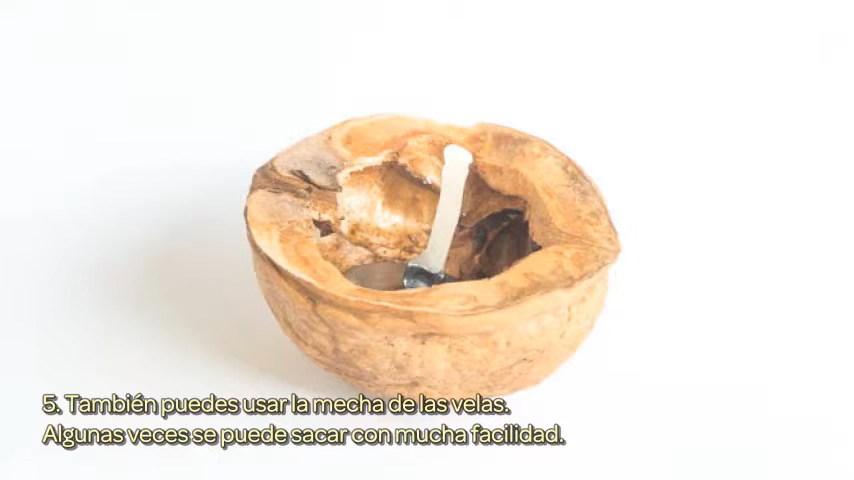 5. También puedes usar la mecha de las velas.
Algunas veces se puede sacar con mucha facilidad.